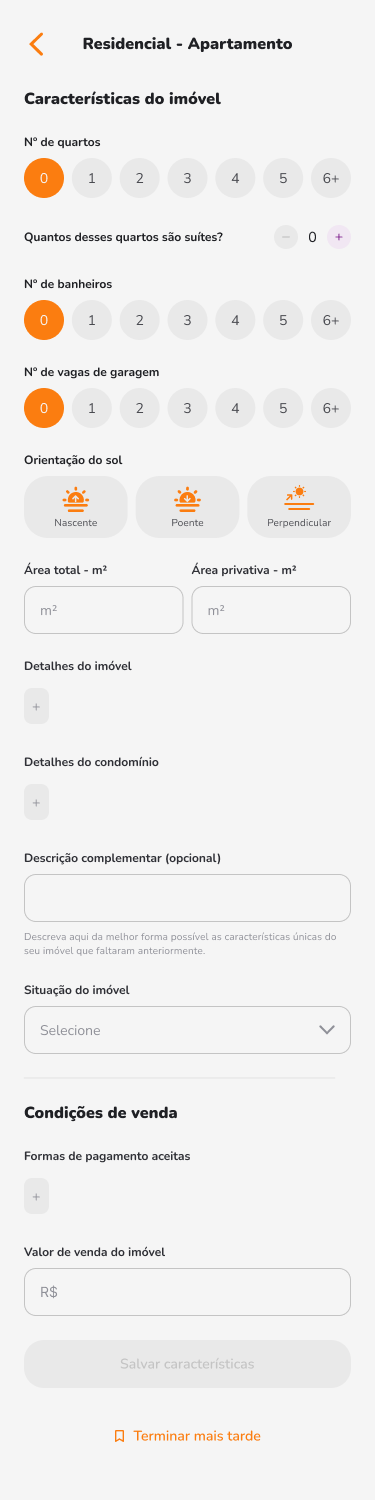 Residencial - Apartamento
Características do imóvel
Nº de quartos
0 1 2 3 4 5 6+
Quantos desses quartos são suítes? − 0 +
Nº de banheiros
0 1 2 3 4 5 6+
Nº de vagas de garagem
0 1 2 3 4 5 6+
Orientação do sol
Nascente Poente Perpendicular
Área total - m² Área privativa - m²
m² m²
Detalhes do imóvel
+
Detalhes do condomínio
+
Descrição complementar (opcional)
Descreva aqui da melhor forma possível as características únicas do
seu imóvel que faltaram anteriormente.
Situação do imóvel
Selecione
Condições de venda
Formas de pagamento aceitas
+
Valor de venda do imóvel
R$
Salvar características
Terminar mais tarde